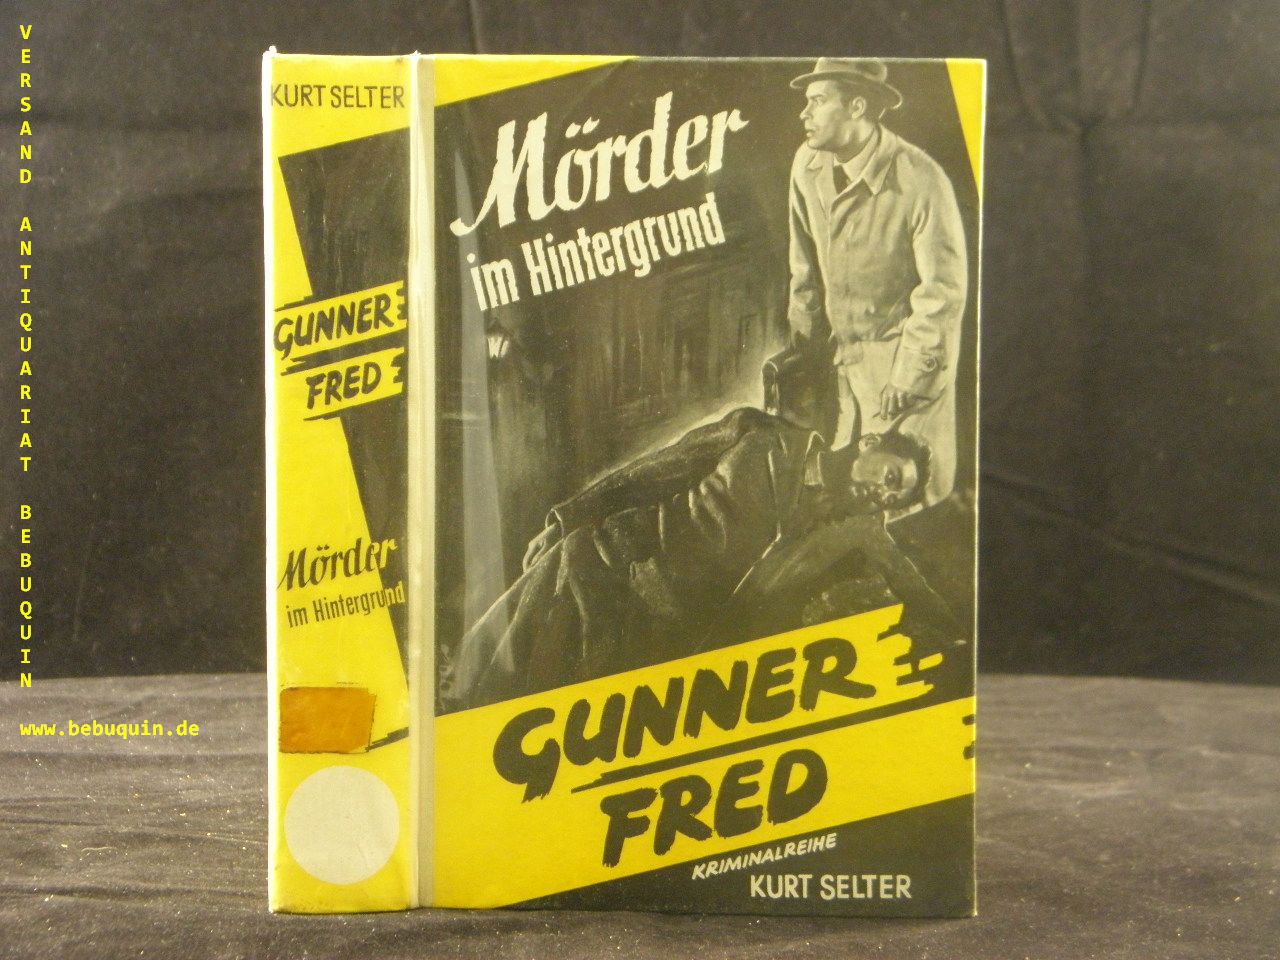 VERSAND ANTIQUARIAT BEBUQUIN
www.bebuquin.de
KURT SELTER
GUNNER
FRED
Mörder
im Hintergrund
Mörder
im Hintergrund
GUNNER
FRED
KRIMINALREIHE
KURT SELTER